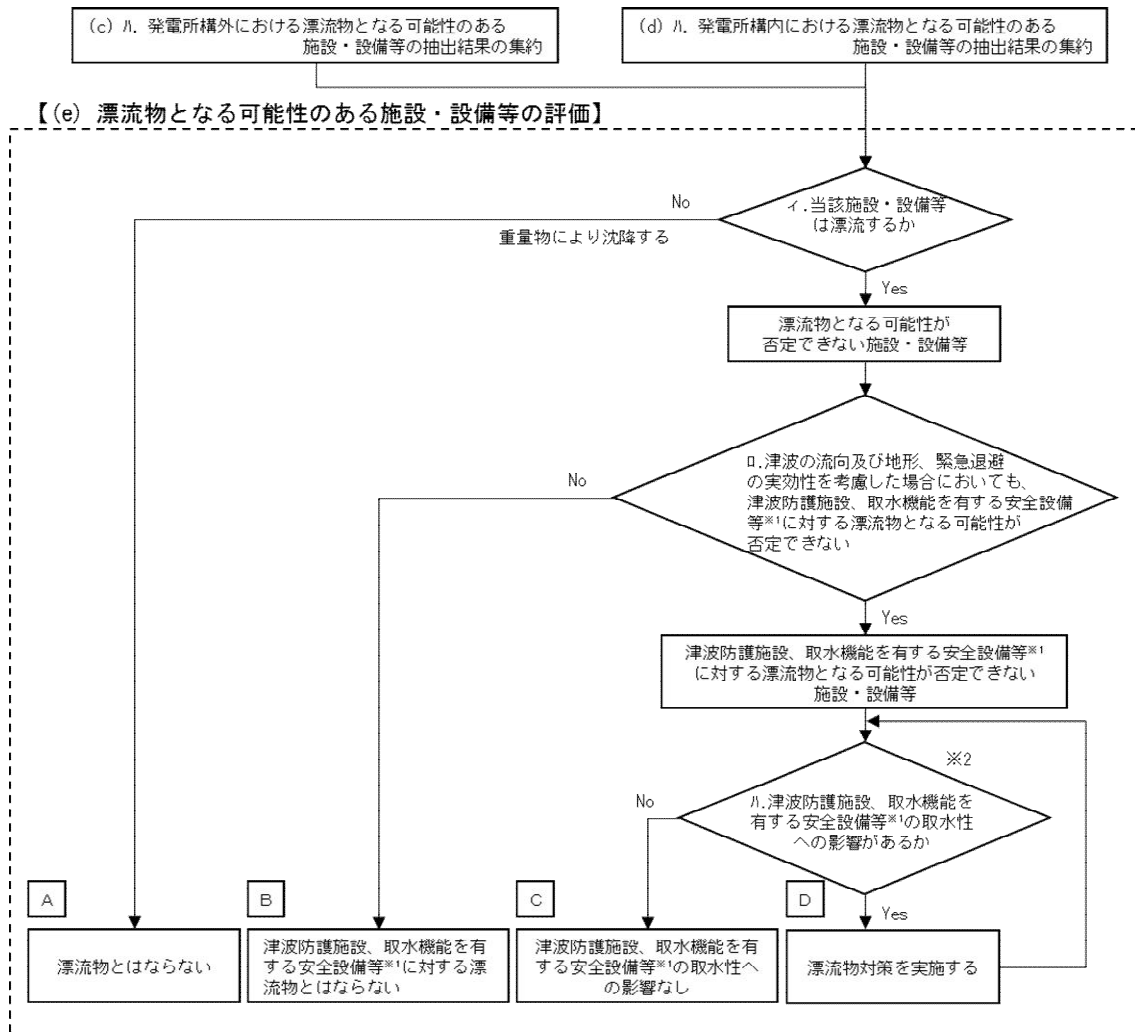 (c) ハ. 発電所構外における漂流物となる可能性のある
施設・設備等の抽出結果の集約
(d) ハ. 発電所構内における漂流物となる可能性のある
施設・設備等の抽出結果の集約
【(e) 漂流物となる可能性のある施設・設備等の評価】
イ.当該施設・設備等
は漂流するか
No
重量物により沈降する
Yes
漂流物となる可能性が
否定できない施設・設備等
ロ.津波の流向及び地形、緊急退避
の実効性を考慮した場合においても、
津波防護施設、取水機能を有する安全設備
等※1に対する漂流物となる可能性が
否定できない
No
Yes
津波防護施設、取水機能を有する安全設備等※1
に対する漂流物となる可能性が否定できない
施設・設備等
※2
ハ.津波防護施設、取水機能を
有する安全設備等※1の取水性
への影響があるか
No
Yes
A
漂流物とはならない
B
津波防護施設、取水機能を有
する安全設備等※1に対する漂
流物とはならない
C
津波防護施設、取水機能を有
する安全設備等※1の取水性へ
の影響なし
D
漂流物対策を実施する